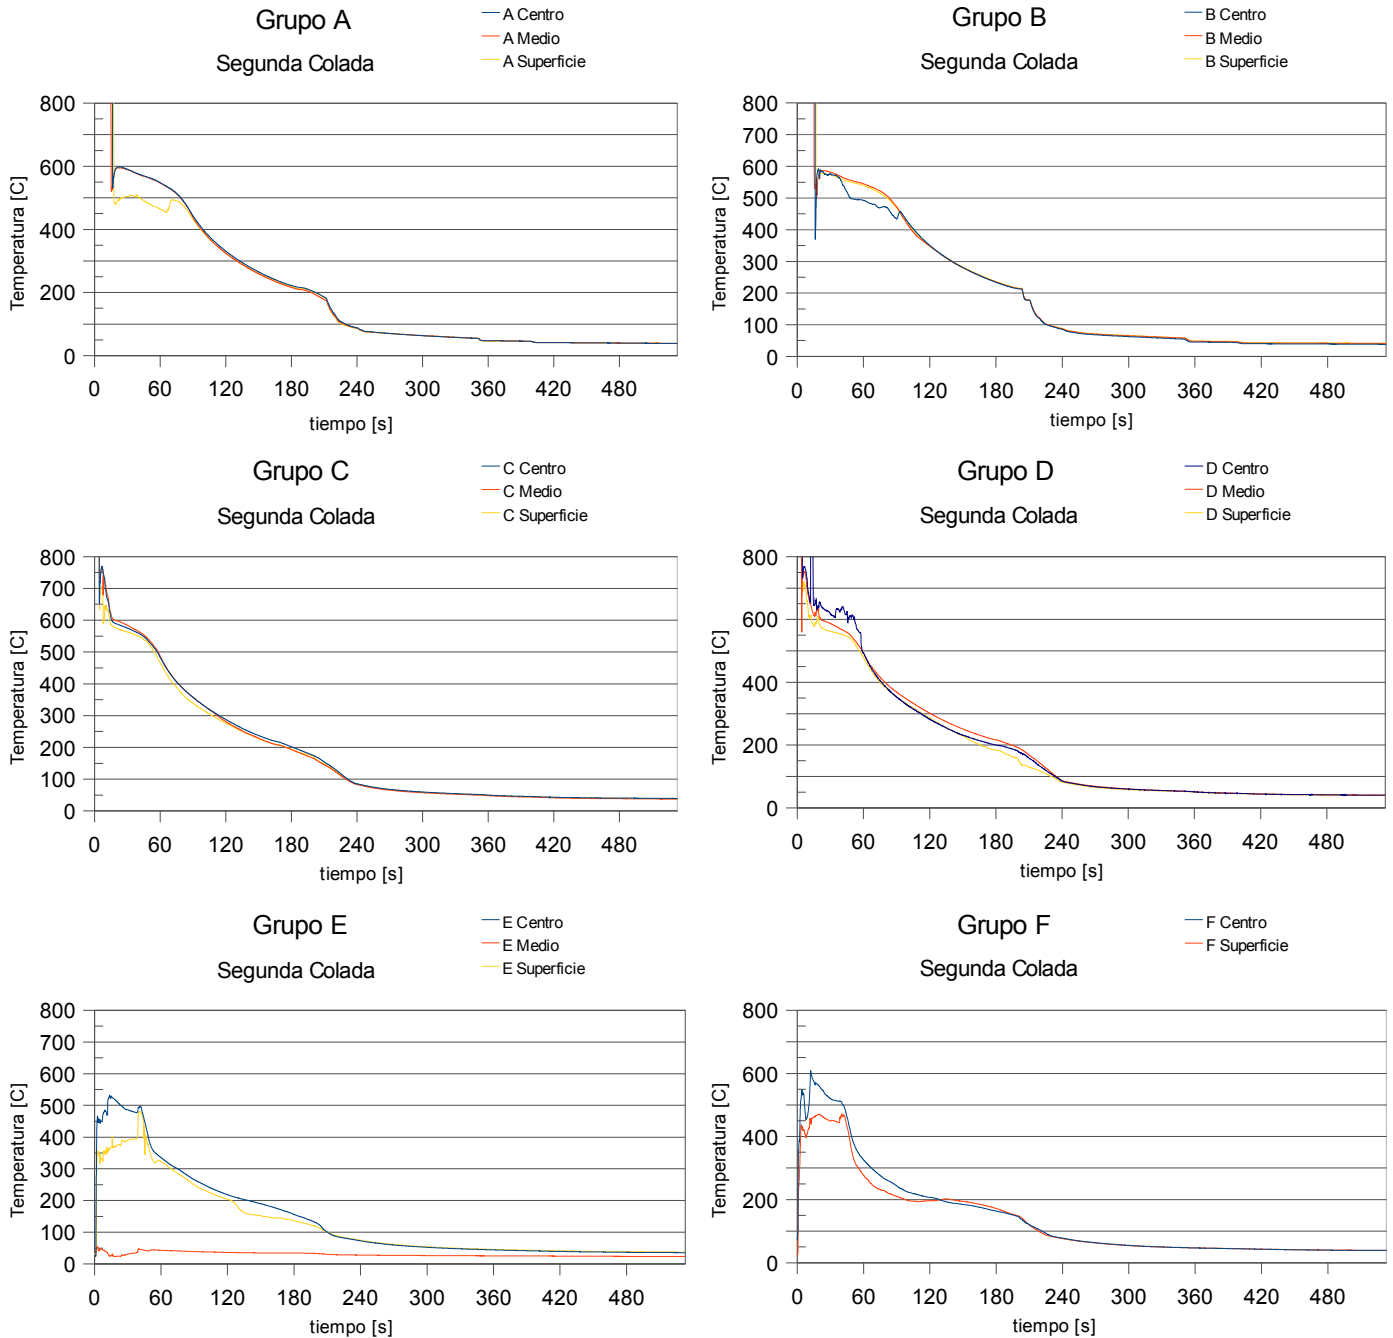 Grupo A
Segunda Colada
A Centro
A Medio
A Superficie
Temperatura [C]
800
600
400
200
0
0 60 120 180 240 300 360 420 480
tiempo [s]
Grupo B
Segunda Colada
B Centro
B Medio
B Superficie
Temperatura [C]
800
700
600
500
400
300
200
100
0
0 60 120 180 240 300 360 420 480
tiempo [s]
Grupo C
Segunda Colada
C Centro
C Medio
C Superficie
Temperatura [C]
800
700
600
500
400
300
200
100
0
0 60 120 180 240 300 360 420 480
tiempo [s]
Grupo D
Segunda Colada
D Centro
D Medio
D Superficie
Temperatura [C]
800
600
400
200
0
0 60 120 180 240 300 360 420 480
tiempo [s]
Grupo E
Segunda Colada
E Centro
E Medio
E Superficie
Temperatura [C]
800
700
600
500
400
300
200
100
0
0 60 120 180 240 300 360 420 480
tiempo [s]
Grupo F
Segunda Colada
F Centro
F Superficie
Temperatura [C]
800
600
400
200
0
0 60 120 180 240 300 360 420 480
tiempo [s]